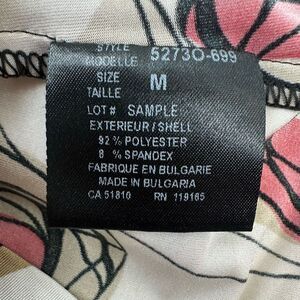 STYLE
MODELLE 52730-699
SIZE
TAILLE M
LOT# SAMPLE
EXTERIEUR/SHELL
92 % POLYESTER
8 % SPANDEX
FABRIQUE EN BULGARIE
MADE IN BULGARIA
CA 51810 RN 119165